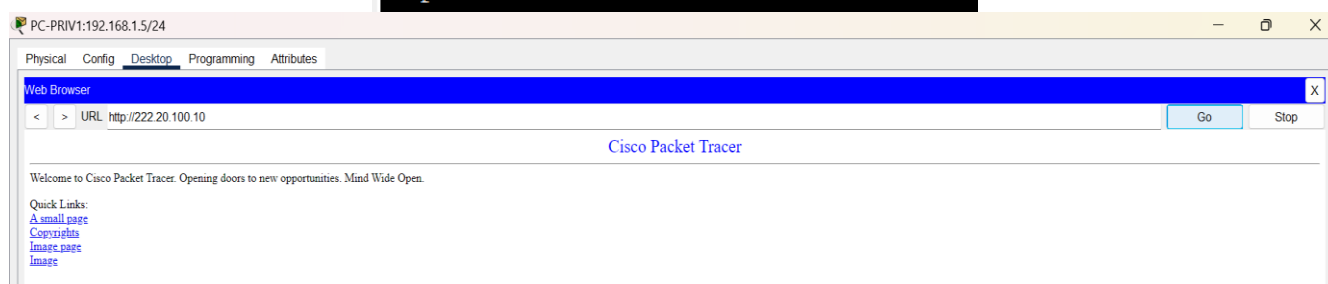 PC-PRIV1:192.168.1.5/24
Physical Config Desktop Programming Attributes
Web Browser X
< > URL http://222.20.100.10 Go Stop
Cisco Packet Tracer
Welcome to Cisco Packet Tracer. Opening doors to new opportunities. Mind Wide Open.
Quick Links:
A small page
Copyrights
Image page
Image